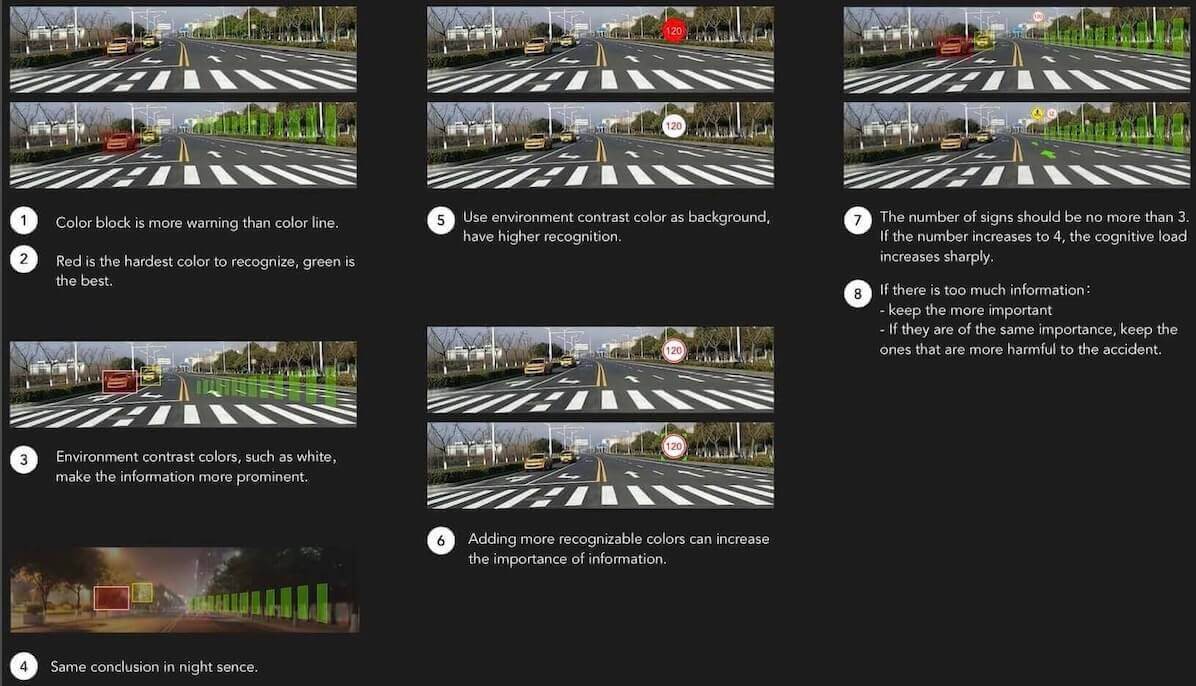 1 Color block is more warning than color line.
2 Red is the hardest color to recognize, green is
the best.
3 Environment contrast colors, such as white,
make the information more prominent.
4 Same conclusion in night sence.
120
120
5 Use environment contrast color as background,
have higher recognition.
120
120
6 Adding more recognizable colors can increase
the importance of information.
7 The number of signs should be no more than 3.
If the number increases to 4, the cognitive load
increases sharply.
8 If there is too much information:
- keep the more important
- If they are of the same importance, keep the
ones that are more harmful to the accident.